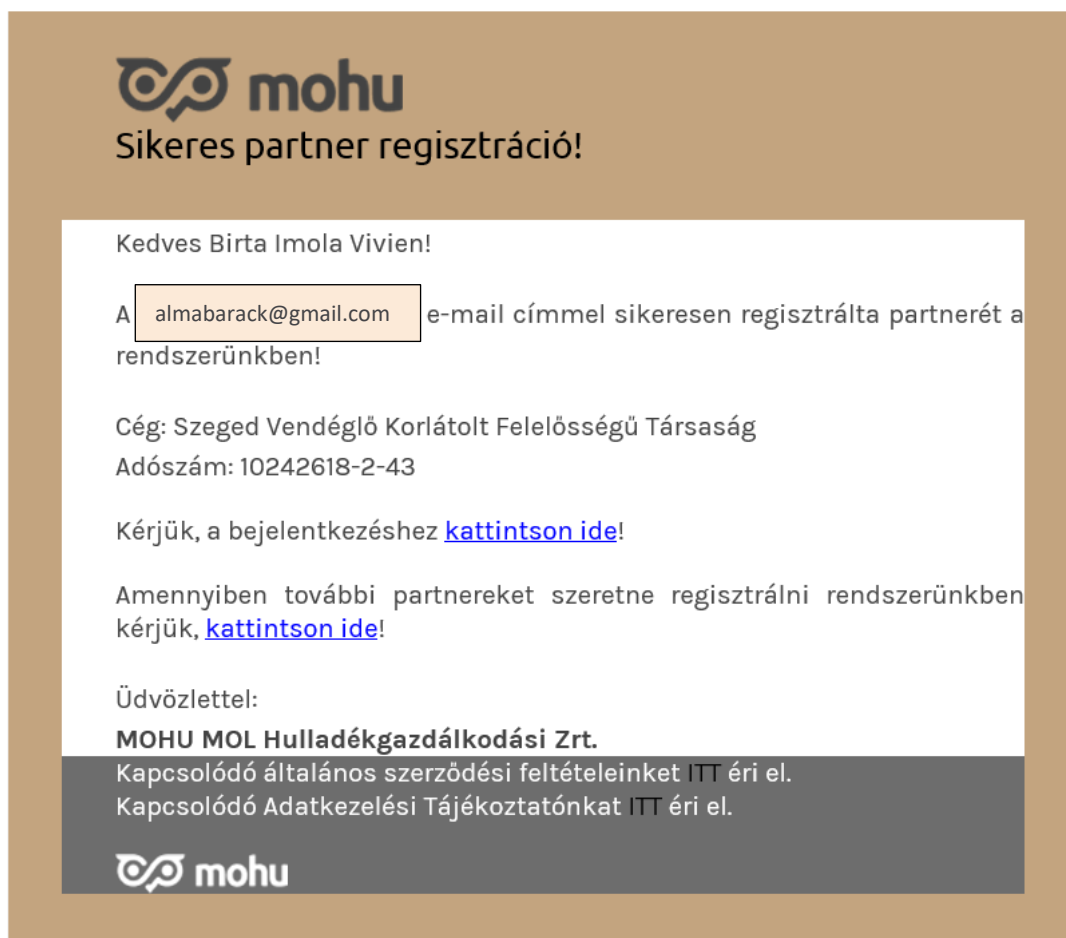 mohu
Sikeres partner regisztráció!
Kedves Birta Imola Vivien!
A almabarack@gmail.com e-mail címmel sikeresen regisztrálta partnerét a
rendszerünkben!
Cég: Szeged Vendéglő Korlátolt Felelősségű Társaság
Adószám: 10242618-2-43
Kérjük, a bejelentkezéshez kattintson ide!
Amennyiben további partnereket szeretne regisztrálni rendszerünkben
kérjük, kattintson ide!
Üdvözlettel:
MOHU MOL Hulladékgazdálkodási Zrt.
Kapcsolódó általános szerződési feltételeinket ITT éri el.
Kapcsolódó Adatkezelési Tájékoztatónkat ITT éri el.
mohu